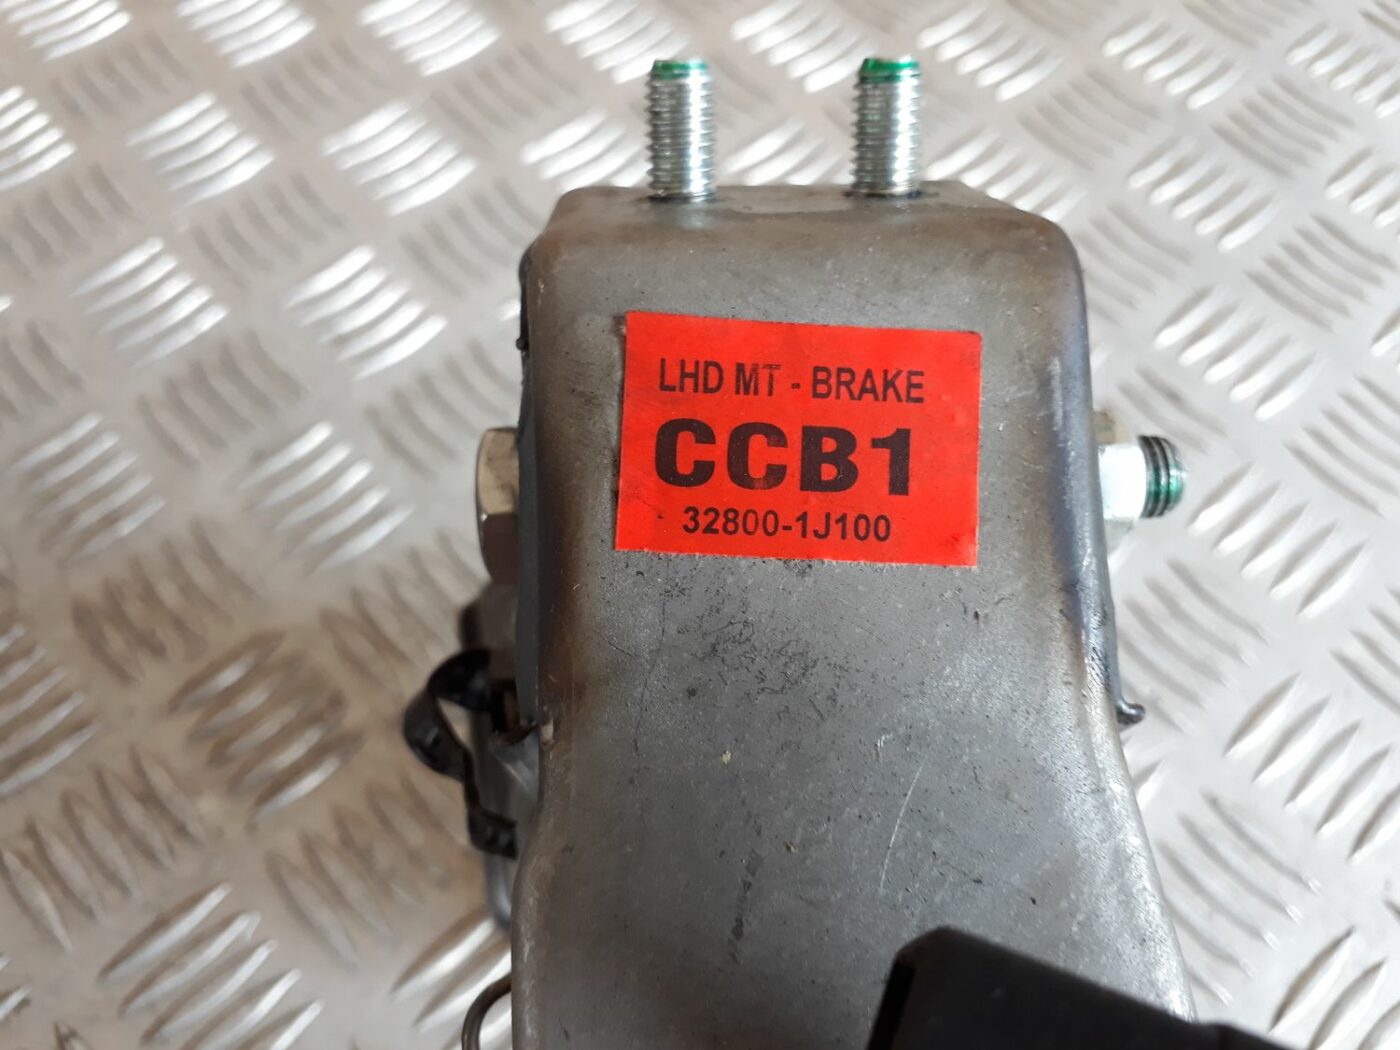 LHD MT - BRAKE
CCB1
32800-1J100